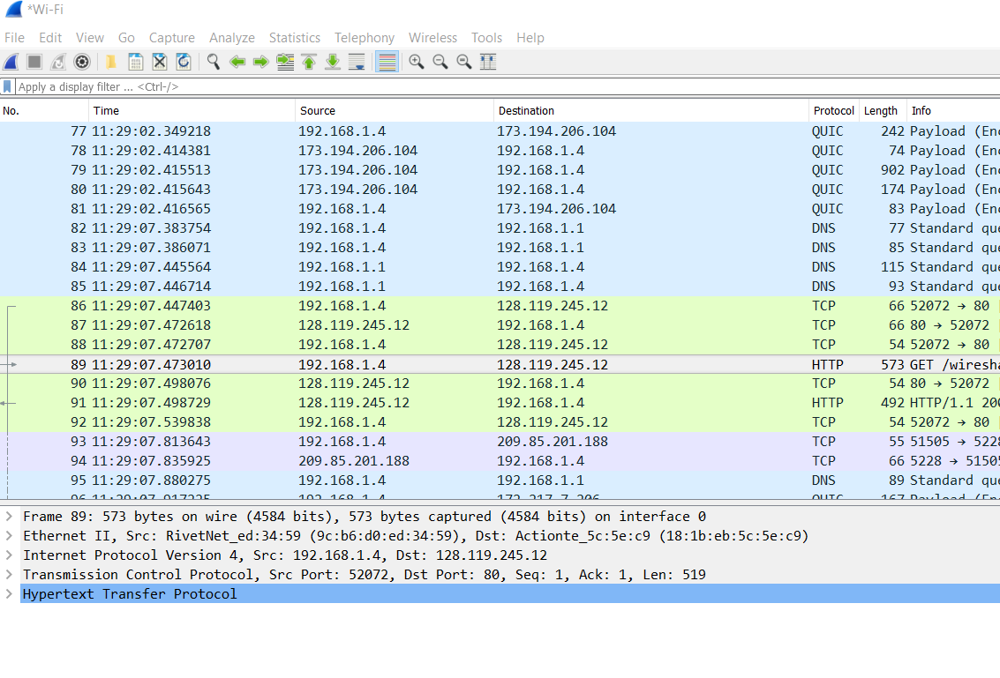 *Wi-Fi
File Edit View Go Capture Analyze Statistics Telephony Wireless Tools Help
Apply a display filter ... <Ctrl-/>
No. Time Source Destination Protocol Length Info
77 11:29:02.349218 192.168.1.4 173.194.206.104 QUIC 242 Payload (Enc
78 11:29:02.414381 173.194.206.104 192.168.1.4 QUIC 74 Payload (Enc
79 11:29:02.415513 173.194.206.104 192.168.1.4 QUIC 902 Payload (Enc
80 11:29:02.415643 173.194.206.104 192.168.1.4 QUIC 174 Payload (Enc
81 11:29:02.416565 192.168.1.4 173.194.206.104 QUIC 83 Payload (Enc
82 11:29:07.383754 192.168.1.4 192.168.1.1 DNS 77 Standard que
83 11:29:07.386071 192.168.1.4 192.168.1.1 DNS 85 Standard que
84 11:29:07.445564 192.168.1.1 192.168.1.4 DNS 115 Standard que
85 11:29:07.446714 192.168.1.1 192.168.1.4 DNS 93 Standard que
86 11:29:07.447403 192.168.1.4 128.119.245.12 TCP 66 52072 → 80 [
87 11:29:07.472618 128.119.245.12 192.168.1.4 TCP 66 80 → 52072 [
88 11:29:07.472707 192.168.1.4 128.119.245.12 TCP 54 52072 → 80 [
89 11:29:07.473010 192.168.1.4 128.119.245.12 HTTP 573 GET /wiresha
90 11:29:07.498076 128.119.245.12 192.168.1.4 TCP 54 80 → 52072 [
91 11:29:07.498729 128.119.245.12 192.168.1.4 HTTP 492 HTTP/1.1 200
92 11:29:07.539838 192.168.1.4 128.119.245.12 TCP 54 52072 → 80 [
93 11:29:07.813643 192.168.1.4 209.85.201.188 TCP 55 51505 → 5228
94 11:29:07.835925 209.85.201.188 192.168.1.4 TCP 66 5228 → 51505
95 11:29:07.880275 192.168.1.4 192.168.1.1 DNS 89 Standard que
96 11:29:07.917225 192.168.1.4 172.217.7.206 QUIC 167 Payload (Enc
Frame 89: 573 bytes on wire (4584 bits), 573 bytes captured (4584 bits) on interface 0
Ethernet II, Src: RivetNet_ed:34:59 (9c:b6:d0:ed:34:59), Dst: Actionte_5c:5e:c9 (18:1b:eb:5c:5e:c9)
Internet Protocol Version 4, Src: 192.168.1.4, Dst: 128.119.245.12
Transmission Control Protocol, Src Port: 52072, Dst Port: 80, Seq: 1, Ack: 1, Len: 519
Hypertext Transfer Protocol